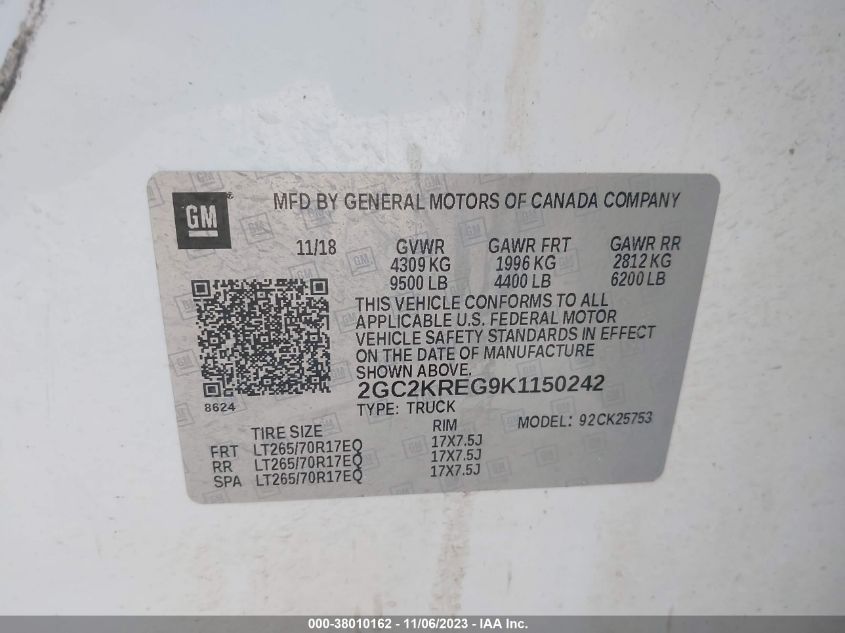 GM ® MFD BY GENERAL MOTORS OF CANADA COMPANY
11/18 GVWR GAWR FRT GAWR RR
4309 KG 1996 KG 2812 KG
9500 LB 4400 LB 6200 LB
THIS VEHICLE CONFORMS TO ALL
APPLICABLE U.S. FEDERAL MOTOR
VEHICLE SAFETY STANDARDS IN EFFECT
ON THE DATE OF MANUFACTURE
SHOWN ABOVE.
8624 2GC2KREG9K1150242
TYPE: TRUCK MODEL: 92CK25753
TIRE SIZE RIM
FRT LT265/70R17EQ 17X7.5J
RR LT265/70R17EQ 17X7.5J
SPA LT265/70R17EQ 17X7.5J
000-38010162 - 11/06/2023 - IAA Inc.